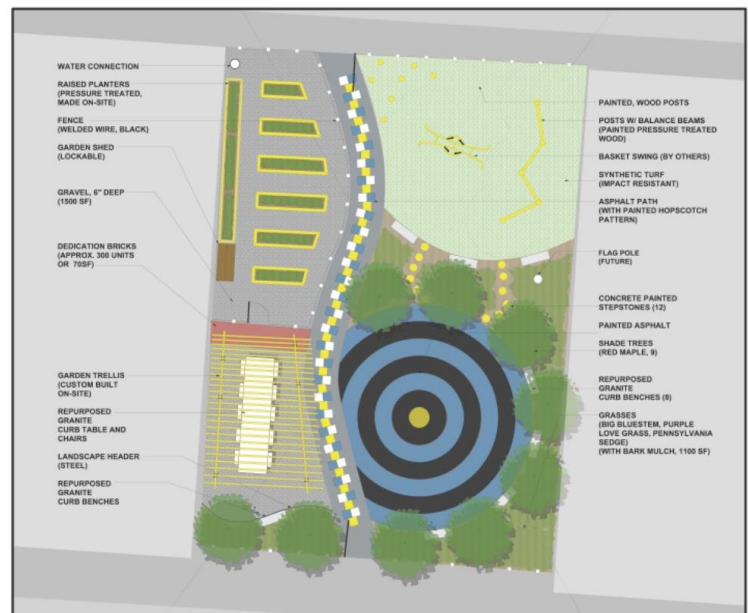 WATER CONNECTION
RAISED PLANTERS
(PRESSURE TREATED,
MADE ON-SITE)
FENCE
(WELDED WIRE, BLACK)
GARDEN SHED
(LOCKABLE)
GRAVEL, 6" DEEP
(1500 SF)
DEDICATION BRICKS
(APPROX. 300 UNITS
OR 70SF)
GARDEN TRELLIS
(CUSTOM BUILT
ON-SITE)
REPURPOSED
GRANITE
CURB TABLE AND
CHAIRS
LANDSCAPE HEADER
(STEEL)
REPURPOSED
GRANITE
CURB BENCHES
PAINTED, WOOD POSTS
POSTS W/ BALANCE BEAMS
(PAINTED PRESSURE TREATED
WOOD)
BASKET SWING (BY OTHERS)
SYNTHETIC TURF
(IMPACT RESISTANT)
ASPHALT PATH
(WITH PAINTED HOPSCOTCH
PATTERN)
FLAG POLE
(FUTURE)
CONCRETE PAINTED
STEPSTONES (12)
PAINTED ASPHALT
SHADE TREES
(RED MAPLE, 9)
REPURPOSED
GRANITE
CURB BENCHES (8)
GRASSES
(BIG BLUESTEM, PURPLE
LOVE GRASS, PENNSYLVANIA
SEDGE)
(WITH BARK MULCH, 1100 SF)